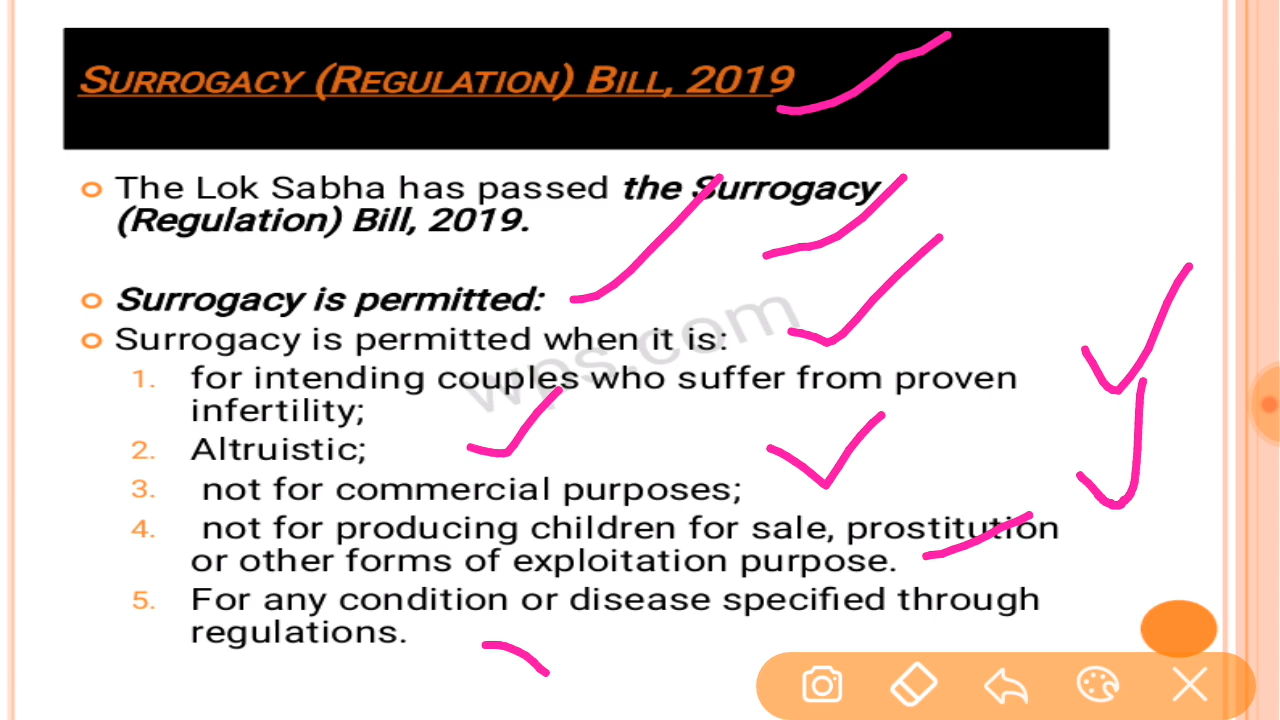 SURROGACY (REGULATION) BILL, 2019
The Lok Sabha has passed the Surrogacy
(Regulation) Bill, 2019.
Surrogacy is permitted:
Surrogacy is permitted when it is:
1. for intending couples who suffer from proven
infertility;
2. Altruistic;
3. not for commercial purposes;
4. not for producing children for sale, prostitution
or other forms of exploitation purpose.
5. For any condition or disease specified through
regulations.
wps.com